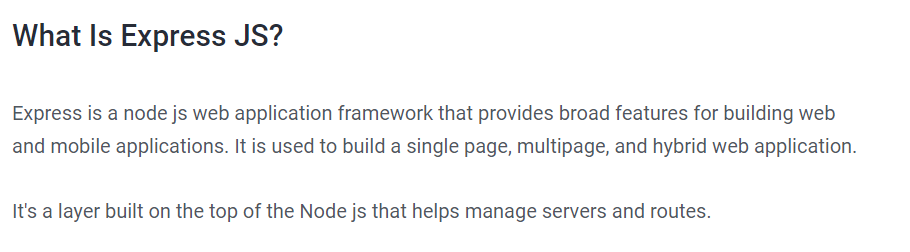 What Is Express JS?
Express is a node js web application framework that provides broad features for building web
and mobile applications. It is used to build a single page, multipage, and hybrid web application.
It's a layer built on the top of the Node js that helps manage servers and routes.